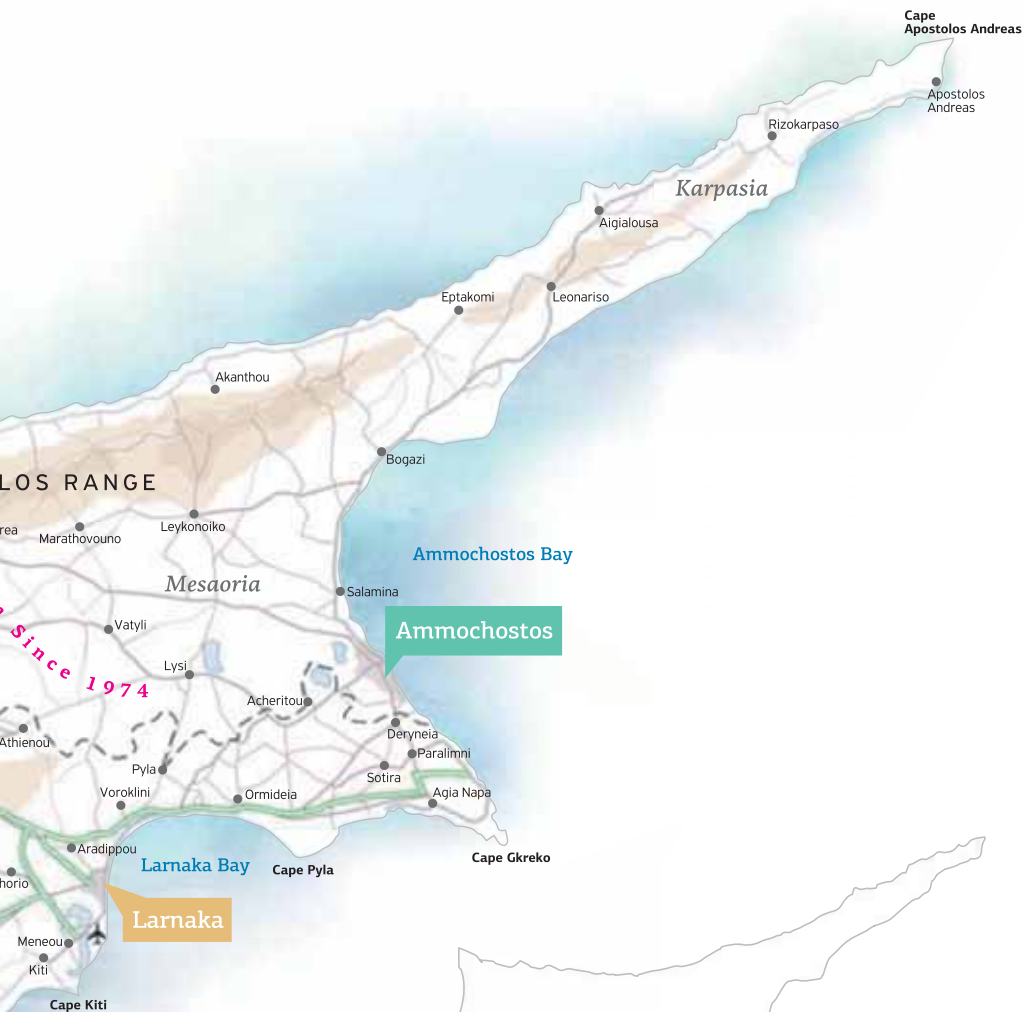 Cape
Apostolos Andreas
Apostolos
Andreas
Rizokarpaso
Karpasia
Aigialousa
Eptakomi
Leonariso
Akanthou
Bogazi
LOS RANGE
rea
Marathovouno
Leykonoiko
Ammochostos Bay
Mesaoria
Salamina
Since 1974
Vatyli
Ammochostos
Lysi
Acheritou
Athienou
Deryneia
Paralimni
Pyla
Sotira
Voroklini
Ormideia
Agia Napa
Aradippou
Larnaka Bay
Cape Pyla
Cape Gkreko
horio
Larnaka
Meneou
Kiti
Cape Kiti